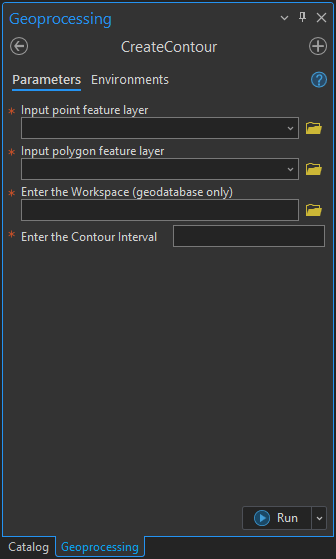 Geoprocessing
CreateContour
Parameters Environments
* Input point feature layer
* Input polygon feature layer
* Enter the Workspace (geodatabase only)
* Enter the Contour Interval
Run
Catalog Geoprocessing